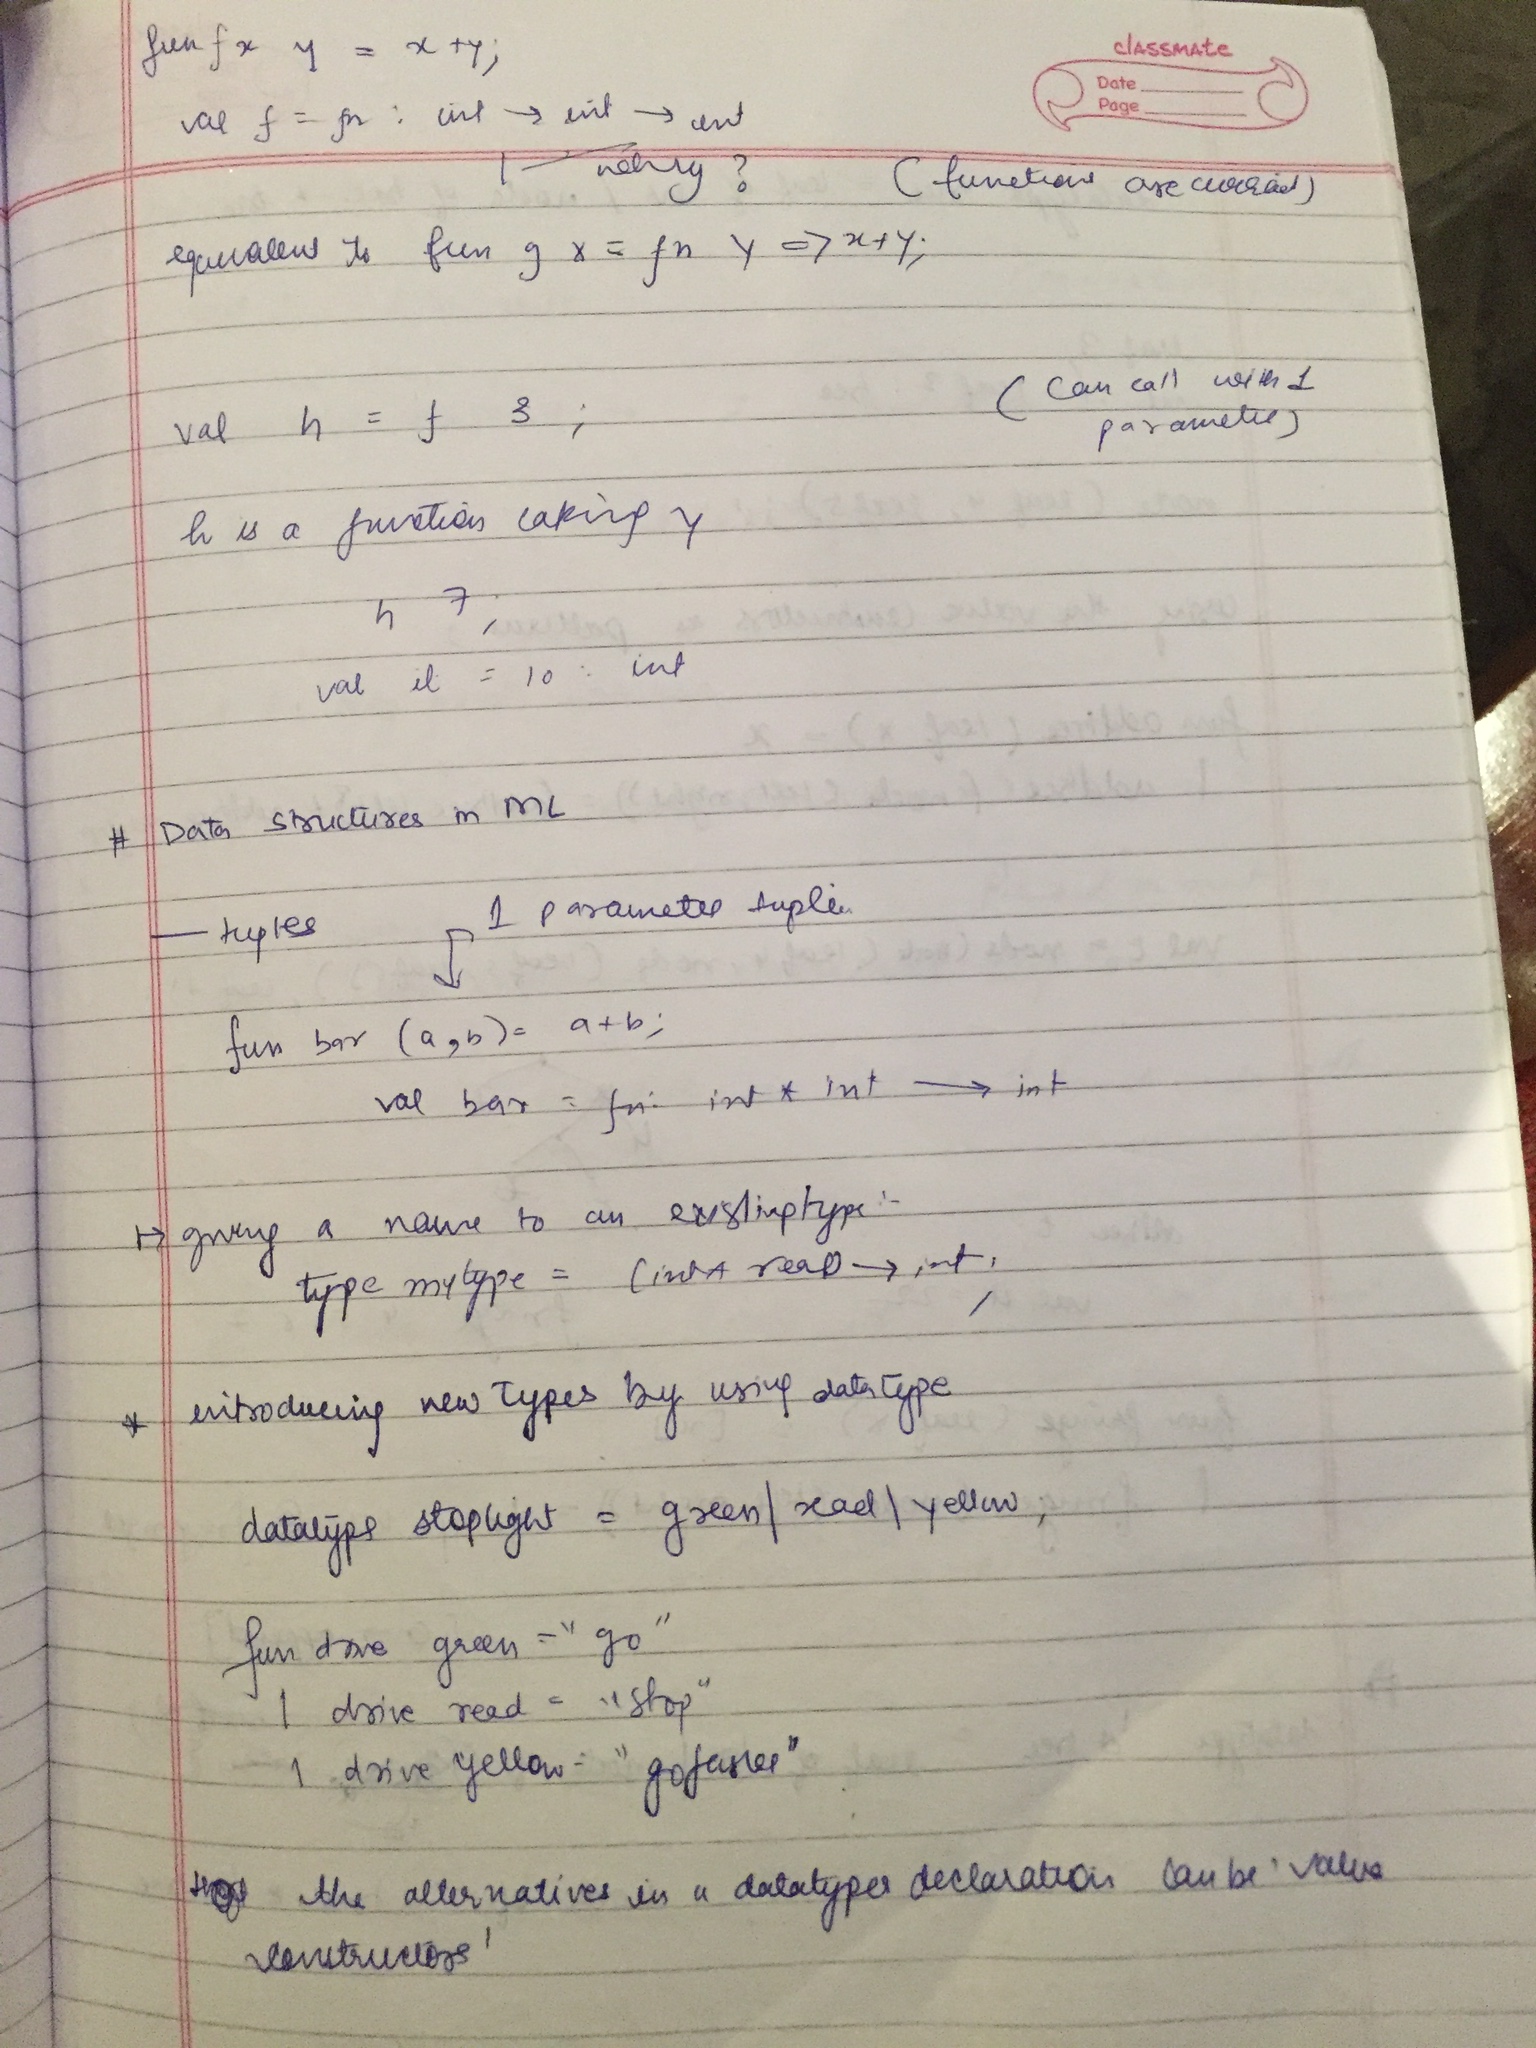 fun f x y = x+y;
classmate
Date
Page
val f = fn : int → int → int
why? (functions are curried)
equivalent to fun g x = fn y => x+y;
(can call with 1
val h = f 3 ;
parameter)
h is a function taking y
h 7;
val it = 10 : int
# Data structures in ML
— tuples 1 parameter tuple
fun bar (a,b) = a+b;
val bar = fn: int * int → int
giving a name to an existing type:-
type mytype = (int * real) → int;
* introducing new types by using datatype
datatype stoplight = green | read | yellow;
fun drive green = "go"
| drive read = "stop"
| drive yellow = "go faster"
the alternatives in a datatypes declaration can be 'value
constructors'